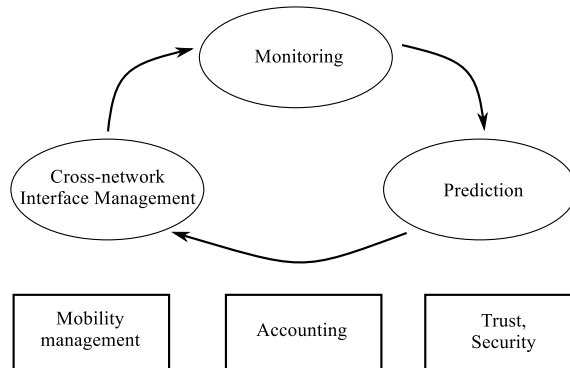 Monitoring
Cross-network
Interface Management
Prediction
Mobility
management
Accounting
Trust,
Security